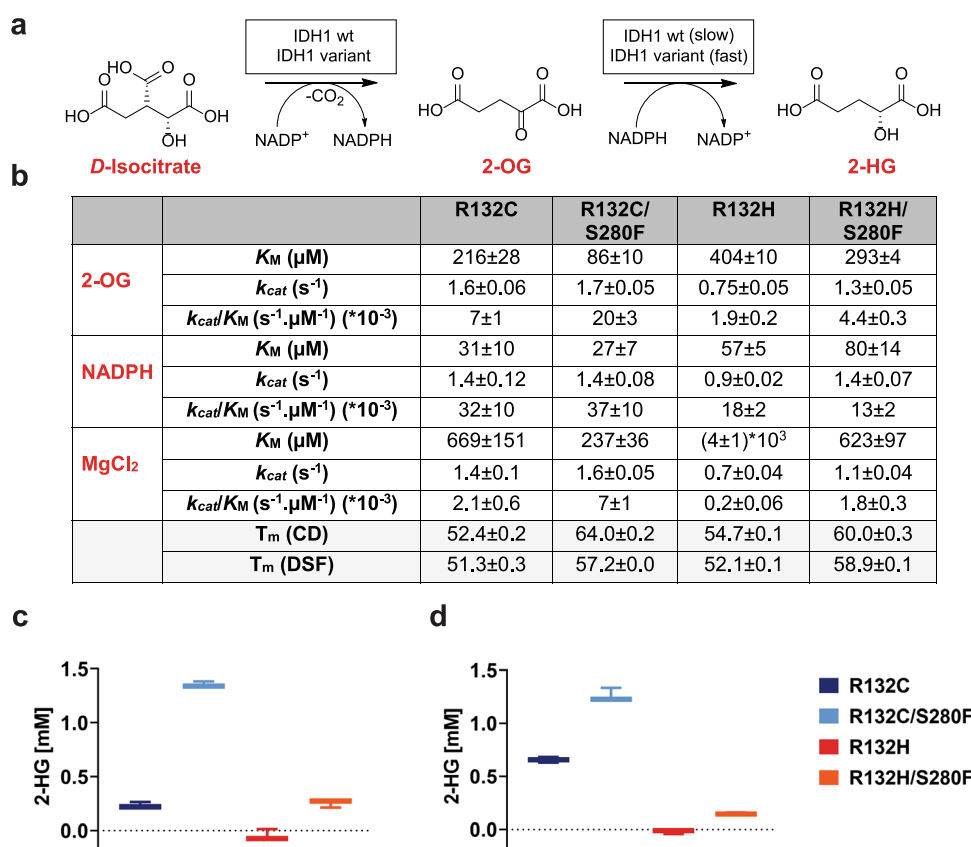 a
IDH1 wt
IDH1 variant
IDH1 wt (slow)
IDH1 variant (fast)
HO O O O
HO OH
OH
-CO2
NADP+ NADPH
O O
HO OH
O
NADPH NADP+
O O
HO OH
OH
D-Isocitrate 2-OG 2-HG
b
R132C R132C/S280F R132H R132H/S280F
2-OG
KM (µM) 216±28 86±10 404±10 293±4
kcat (s-1) 1.6±0.06 1.7±0.05 0.75±0.05 1.3±0.05
kcat/KM (s-1.µM-1) (*10-3) 7±1 20±3 1.9±0.2 4.4±0.3
NADPH
KM (µM) 31±10 27±7 57±5 80±14
kcat (s-1) 1.4±0.12 1.4±0.08 0.9±0.02 1.4±0.07
kcat/KM (s-1.µM-1) (*10-3) 32±10 37±10 18±2 13±2
MgCl2
KM (µM) 669±151 237±36 (4±1)*103 623±97
kcat (s-1) 1.4±0.1 1.6±0.05 0.7±0.04 1.1±0.04
kcat/KM (s-1.µM-1) (*10-3) 2.1±0.6 7±1 0.2±0.06 1.8±0.3
Tm (CD) 52.4±0.2 64.0±0.2 54.7±0.1 60.0±0.3
Tm (DSF) 51.3±0.3 57.2±0.0 52.1±0.1 58.9±0.1
c
2-HG [mM]
1.5
1.0
0.5
0.0
d
2-HG [mM]
1.5
1.0
0.5
0.0
R132C
R132C/S280F
R132H
R132H/S280F